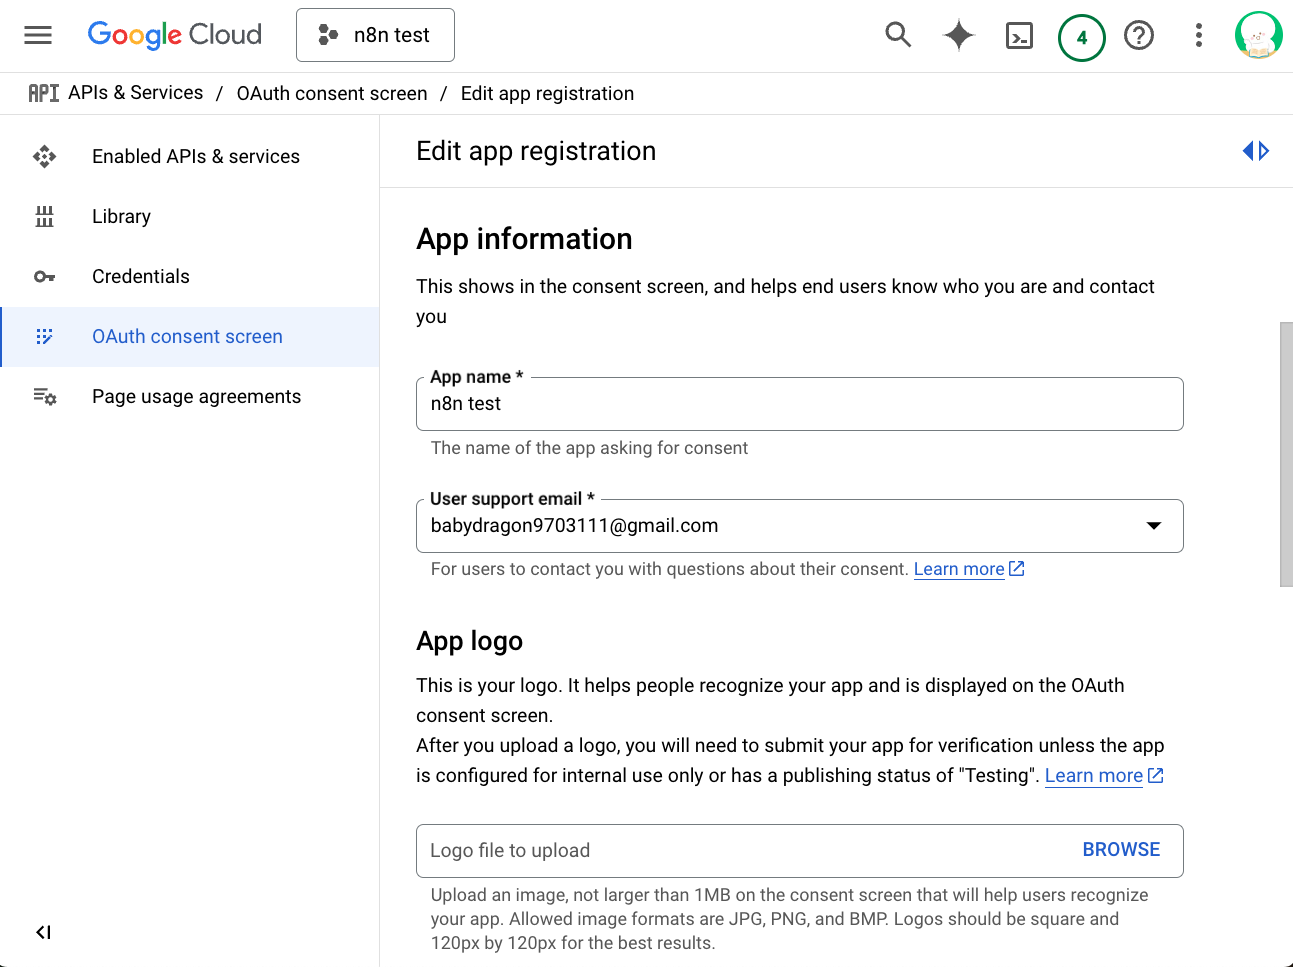 Google Cloud
n8n test
4
API APIs & Services / OAuth consent screen / Edit app registration
Enabled APIs & services
Library
Credentials
OAuth consent screen
Page usage agreements
Edit app registration
App information
This shows in the consent screen, and helps end users know who you are and contact
you
App name *
n8n test
The name of the app asking for consent
User support email *
babydragon9703111@gmail.com
For users to contact you with questions about their consent. Learn more
App logo
This is your logo. It helps people recognize your app and is displayed on the OAuth
consent screen.
After you upload a logo, you will need to submit your app for verification unless the app
is configured for internal use only or has a publishing status of "Testing". Learn more
Logo file to upload
BROWSE
Upload an image, not larger than 1MB on the consent screen that will help users recognize
your app. Allowed image formats are JPG, PNG, and BMP. Logos should be square and
120px by 120px for the best results.